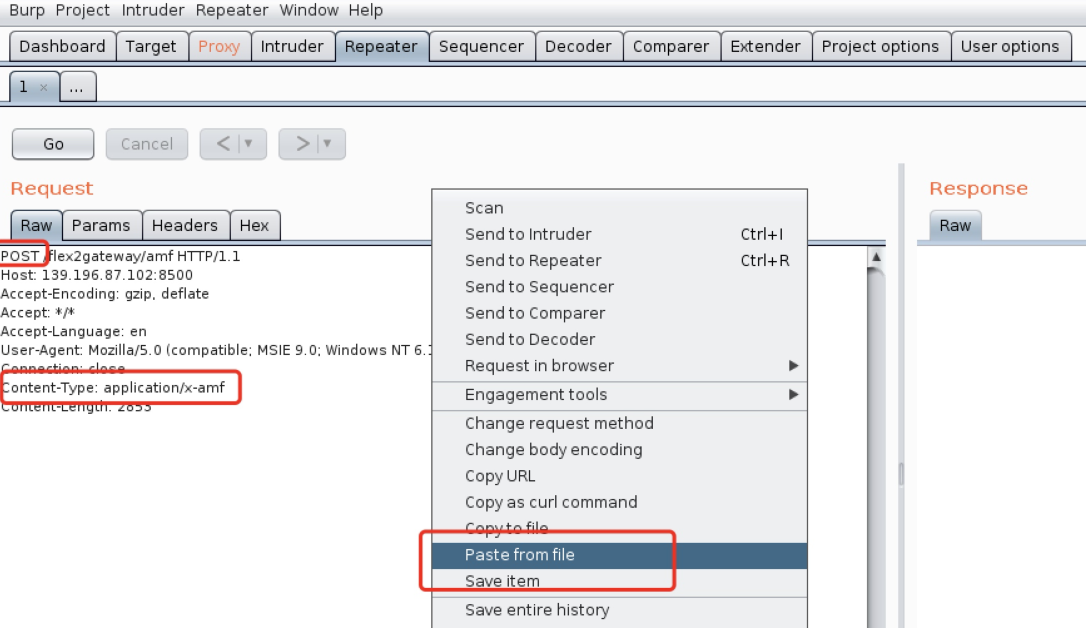 Burp Project Intruder Repeater Window Help
Dashboard Target Proxy Intruder Repeater Sequencer Decoder Comparer Extender Project options User options
1 × ...
Go Cancel < ▼ > ▼
Request
Response
Raw Params Headers Hex
Raw
POST /flex2gateway/amf HTTP/1.1
Host: 139.196.87.102:8500
Accept-Encoding: gzip, deflate
Accept: */*
Accept-Language: en
User-Agent: Mozilla/5.0 (compatible; MSIE 9.0; Windows NT 6.1
Connection: close
Content-Type: application/x-amf
Content-Length: 2853
Scan
Send to Intruder Ctrl+I
Send to Repeater Ctrl+R
Send to Sequencer
Send to Comparer
Send to Decoder
Request in browser
Engagement tools
Change request method
Change body encoding
Copy URL
Copy as curl command
Copy to file
Paste from file
Save item
Save entire history